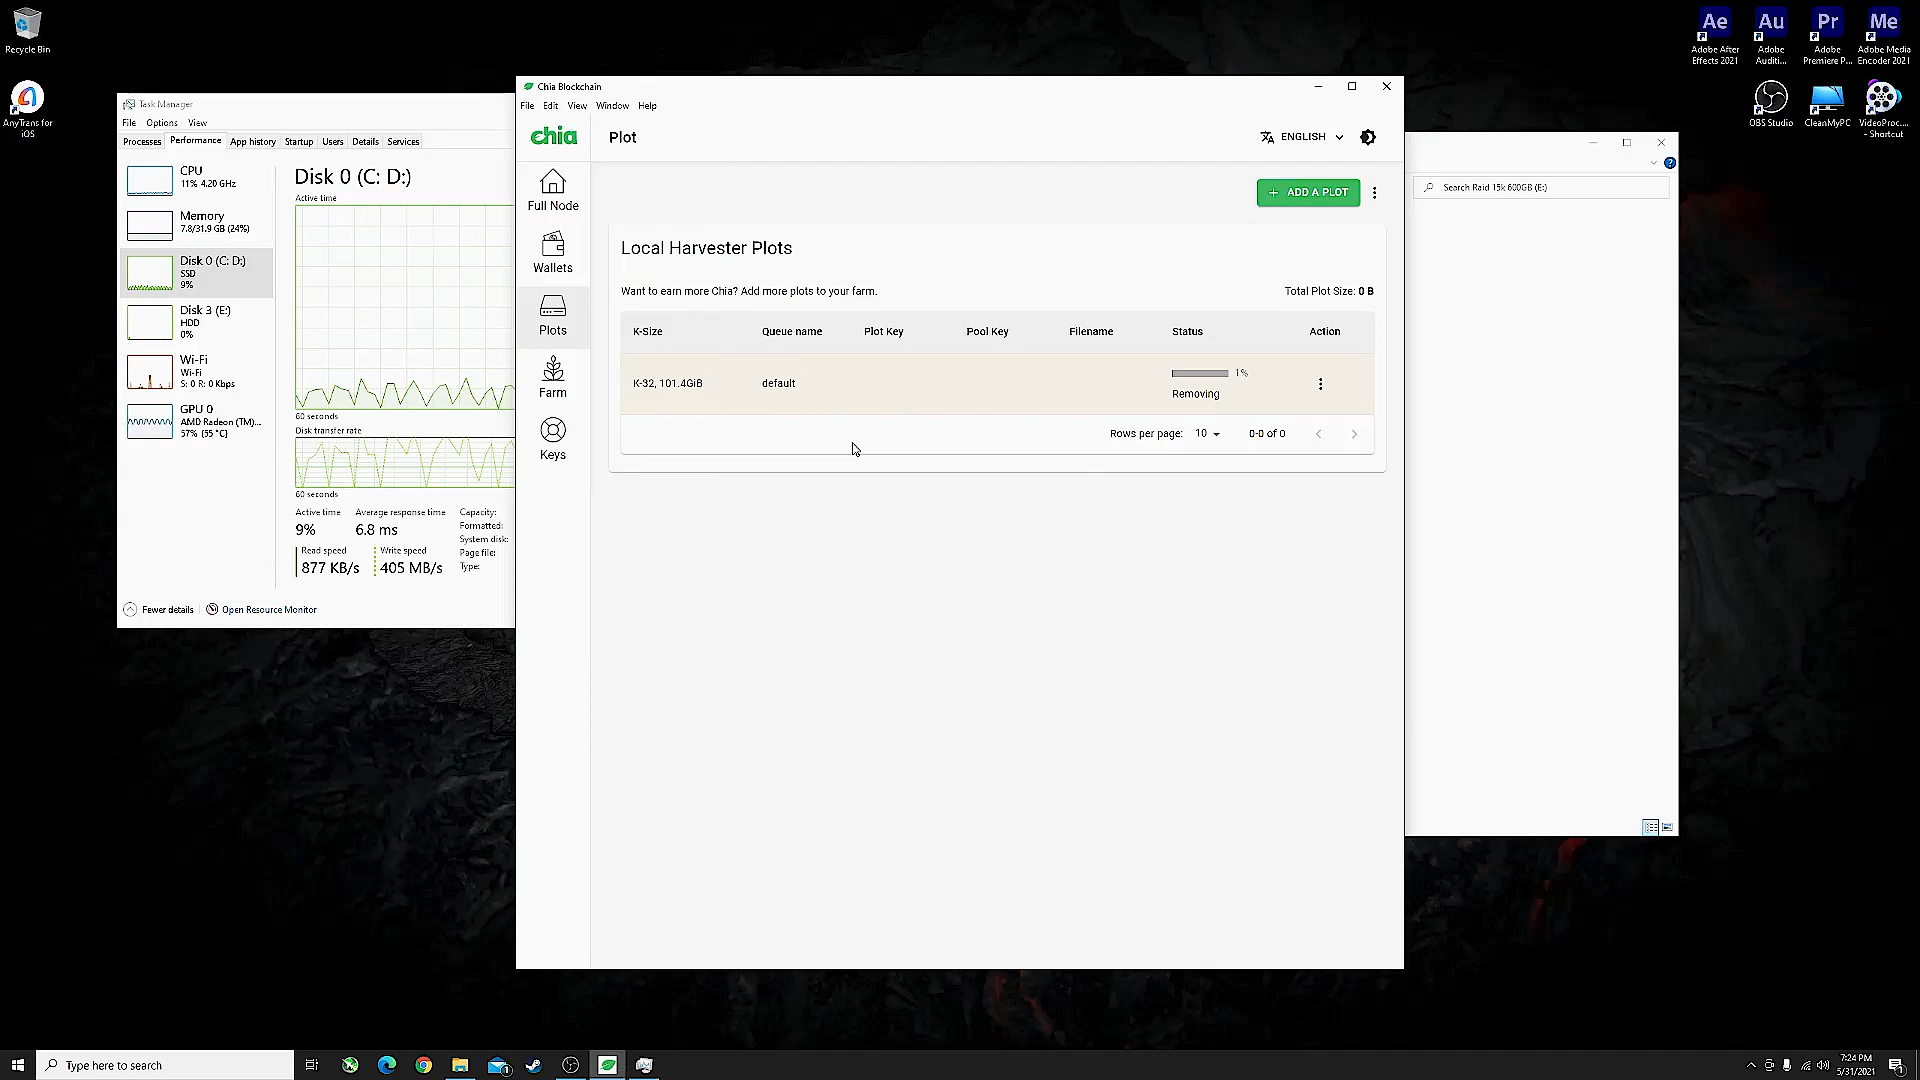 Recycle Bin
AnyTrans for
iOS
Adobe After
Effects 2021
Adobe
Auditi...
Adobe
Premiere P...
Adobe Media
Encoder 2021
OBS Studio
CleanMyPC
VideoProc...
- Shortcut
Ae
Au
Pr
Me
Task Manager
File Options View
Processes Performance App history Startup Users Details Services
CPU
11% 4.20 GHz
Memory
7.8/31.9 GB (24%)
Disk 0 (C: D:)
SSD
9%
Disk 3 (E:)
HDD
0%
Wi-Fi
Wi-Fi
S: 0 R: 0 Kbps
GPU 0
AMD Radeon (TM)...
57% (55 °C)
Disk 0 (C: D:)
Active time
60 seconds
Disk transfer rate
60 seconds
Active time
9%
Average response time
6.8 ms
Read speed
877 KB/s
Write speed
405 MB/s
Capacity:
Formatted:
System disk:
Page file:
Type:
Fewer details
Open Resource Monitor
Chia Blockchain
File Edit View Window Help
chia
Plot
ENGLISH
Full Node
Wallets
Plots
Farm
Keys
+ ADD A PLOT
Local Harvester Plots
Want to earn more Chia? Add more plots to your farm.
Total Plot Size: 0 B
K-Size Queue name Plot Key Pool Key Filename Status Action
K-32, 101.4GiB default 1%
Removing
Rows per page: 10 0-0 of 0
Search Raid 15k 600GB (E:)
Type here to search
7:24 PM
5/31/2021